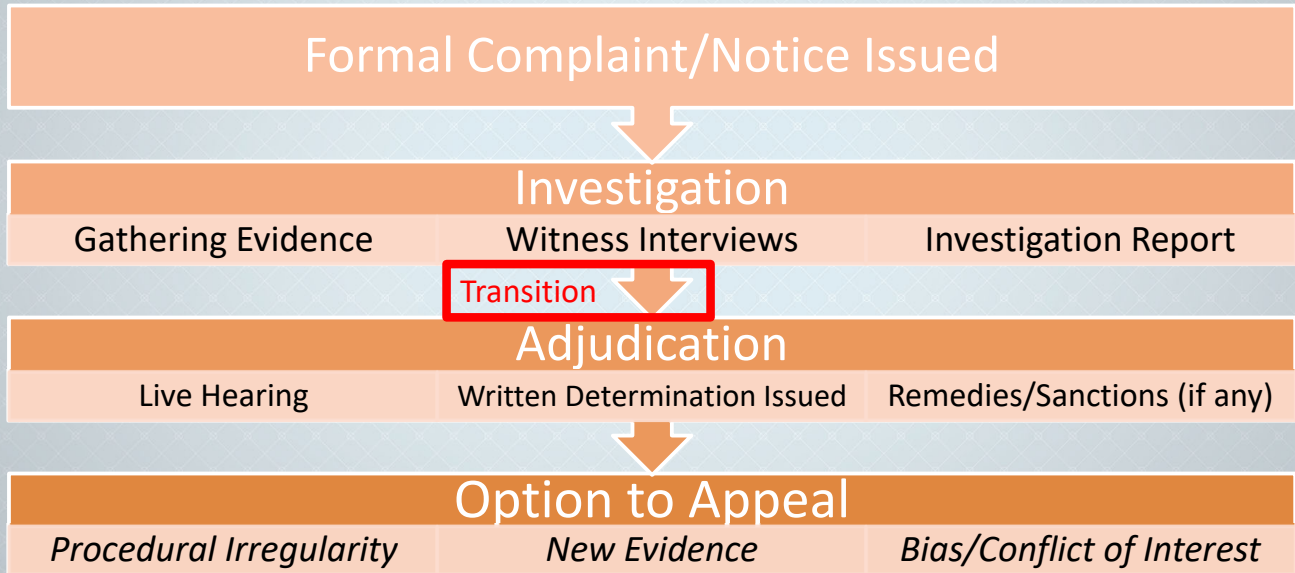 Formal Complaint/Notice Issued
Investigation
Gathering Evidence Witness Interviews Investigation Report
Transition
Adjudication
Live Hearing Written Determination Issued Remedies/Sanctions (if any)
Option to Appeal
Procedural Irregularity New Evidence Bias/Conflict of Interest